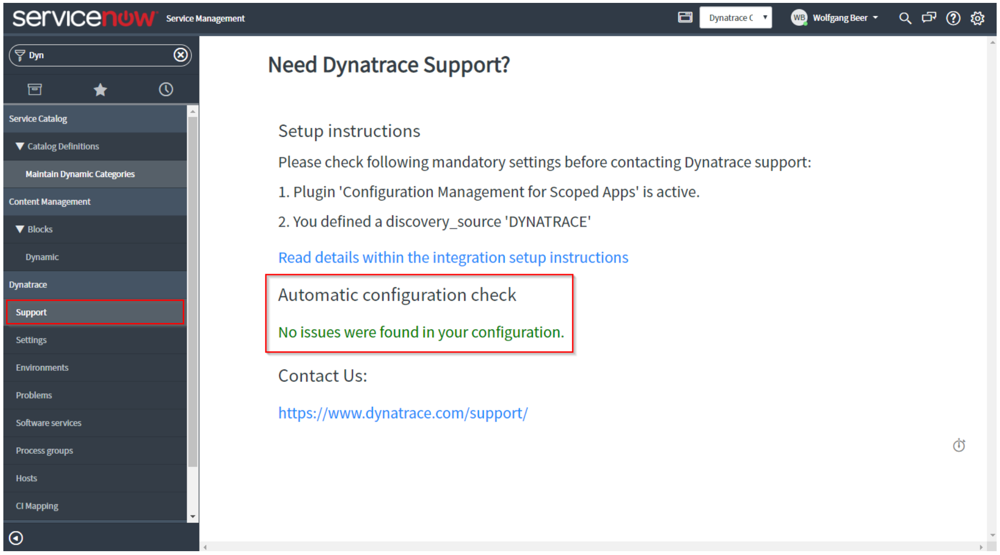 servicenow Service Management
Dynatrace C
WB Wolfgang Beer
Dyn
Service Catalog
Catalog Definitions
Maintain Dynamic Categories
Content Management
Blocks
Dynamic
Dynatrace
Support
Settings
Environments
Problems
Software services
Process groups
Hosts
CI Mapping
Need Dynatrace Support?
Setup instructions
Please check following mandatory settings before contacting Dynatrace support:
1. Plugin 'Configuration Management for Scoped Apps' is active.
2. You defined a discovery_source 'DYNATRACE'
Read details within the integration setup instructions
Automatic configuration check
No issues were found in your configuration.
Contact Us:
https://www.dynatrace.com/support/